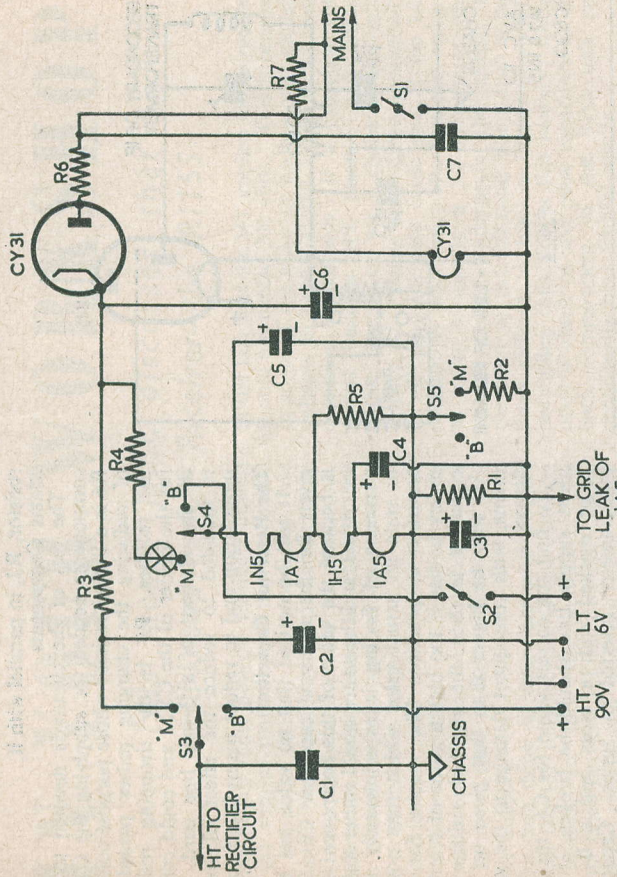 CY31
R6
R7
MAINS
R3
R4
"M"
"B"
S4
C5
+
-
C6
+
-
CY31
C7
S1
HT TO
RECTIFIER
CIRCUIT
S3
"M"
"B"
C2
+
-
1N5
1A7
1H5
1A5
R5
C4
+
-
S5
"M"
"B"
R2
C1
CHASSIS
C3
+
-
R1
S2
+
HT
90V
-
-
LT
6V
+
TO GRID
LEAK OF